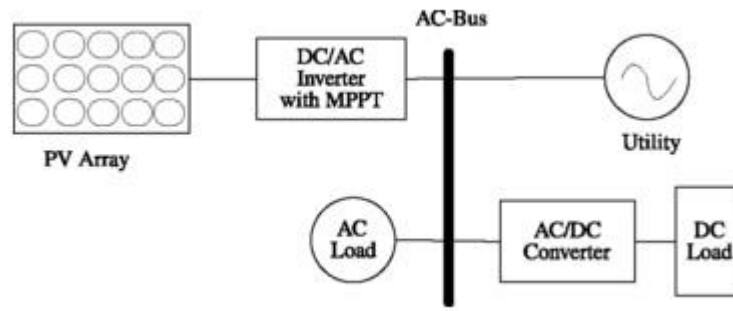 AC-Bus
DC/AC
Inverter
with MPPT
PV Array
Utility
AC
Load
AC/DC
Converter
DC
Load